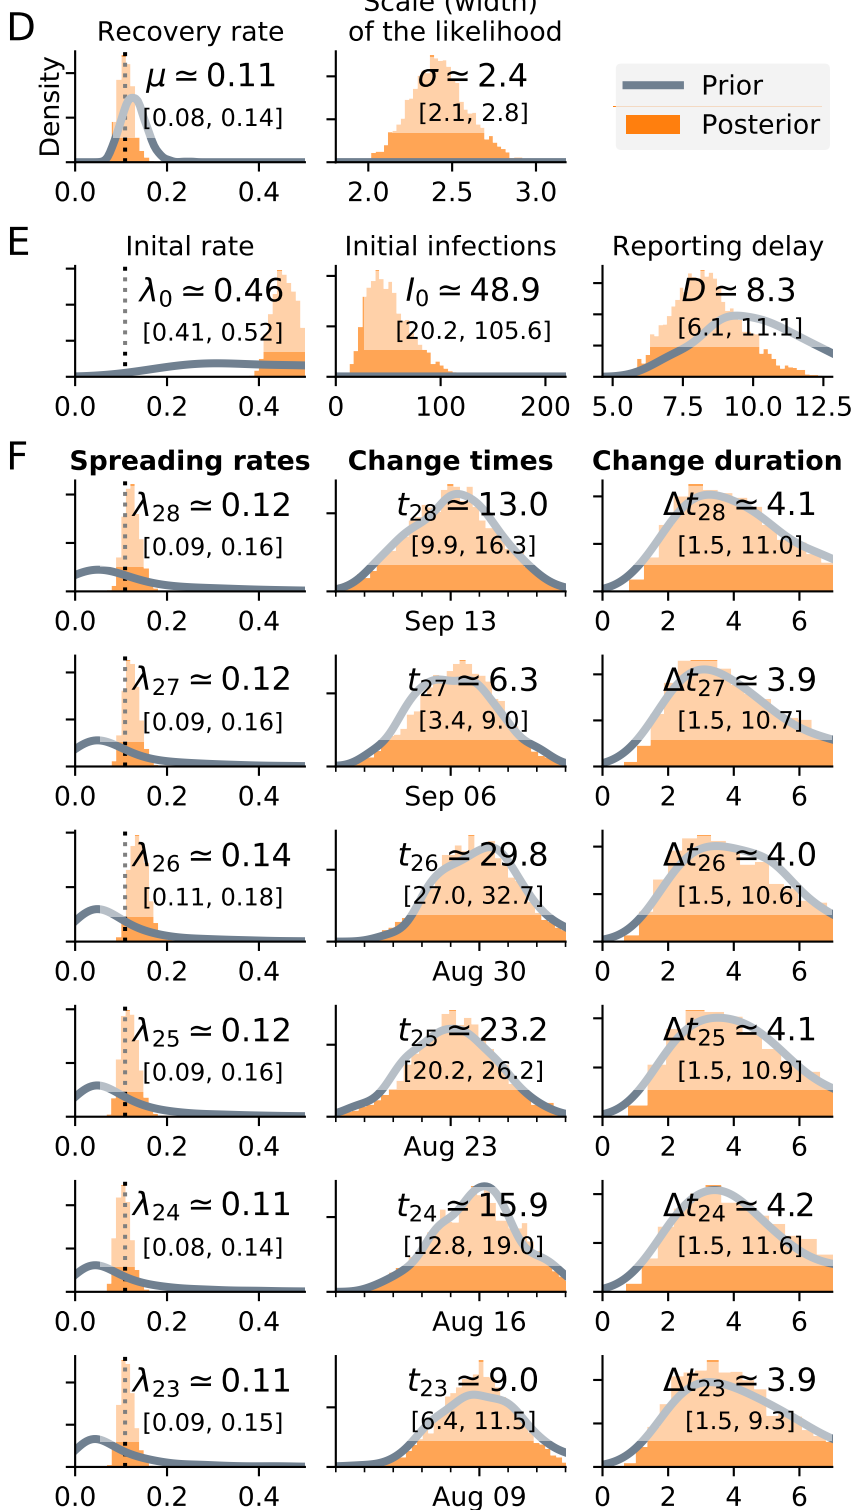 D
Recovery rate
Scale (width)
of the likelihood
Density
μ ≃ 0.11
[0.08, 0.14]
σ ≃ 2.4
[2.1, 2.8]
Prior
Posterior
0.0 0.2 0.4
2.0 2.5 3.0
E
Inital rate
Initial infections
Reporting delay
λ0 ≃ 0.46
[0.41, 0.52]
I0 ≃ 48.9
[20.2, 105.6]
D ≃ 8.3
[6.1, 11.1]
0.0 0.2 0.4
0 100 200
5.0 7.5 10.0 12.5
F
Spreading rates
Change times
Change duration
λ28 ≃ 0.12
[0.09, 0.16]
t28 ≃ 13.0
[9.9, 16.3]
Δt28 ≃ 4.1
[1.5, 11.0]
0.0 0.2 0.4
Sep 13
0 2 4 6
λ27 ≃ 0.12
[0.09, 0.16]
t27 ≃ 6.3
[3.4, 9.0]
Δt27 ≃ 3.9
[1.5, 10.7]
0.0 0.2 0.4
Sep 06
0 2 4 6
λ26 ≃ 0.14
[0.11, 0.18]
t26 ≃ 29.8
[27.0, 32.7]
Δt26 ≃ 4.0
[1.5, 10.6]
0.0 0.2 0.4
Aug 30
0 2 4 6
λ25 ≃ 0.12
[0.09, 0.16]
t25 ≃ 23.2
[20.2, 26.2]
Δt25 ≃ 4.1
[1.5, 10.9]
0.0 0.2 0.4
Aug 23
0 2 4 6
λ24 ≃ 0.11
[0.08, 0.14]
t24 ≃ 15.9
[12.8, 19.0]
Δt24 ≃ 4.2
[1.5, 11.6]
0.0 0.2 0.4
Aug 16
0 2 4 6
λ23 ≃ 0.11
[0.09, 0.15]
t23 ≃ 9.0
[6.4, 11.5]
Δt23 ≃ 3.9
[1.5, 9.3]
0.0 0.2 0.4
Aug 09
0 2 4 6